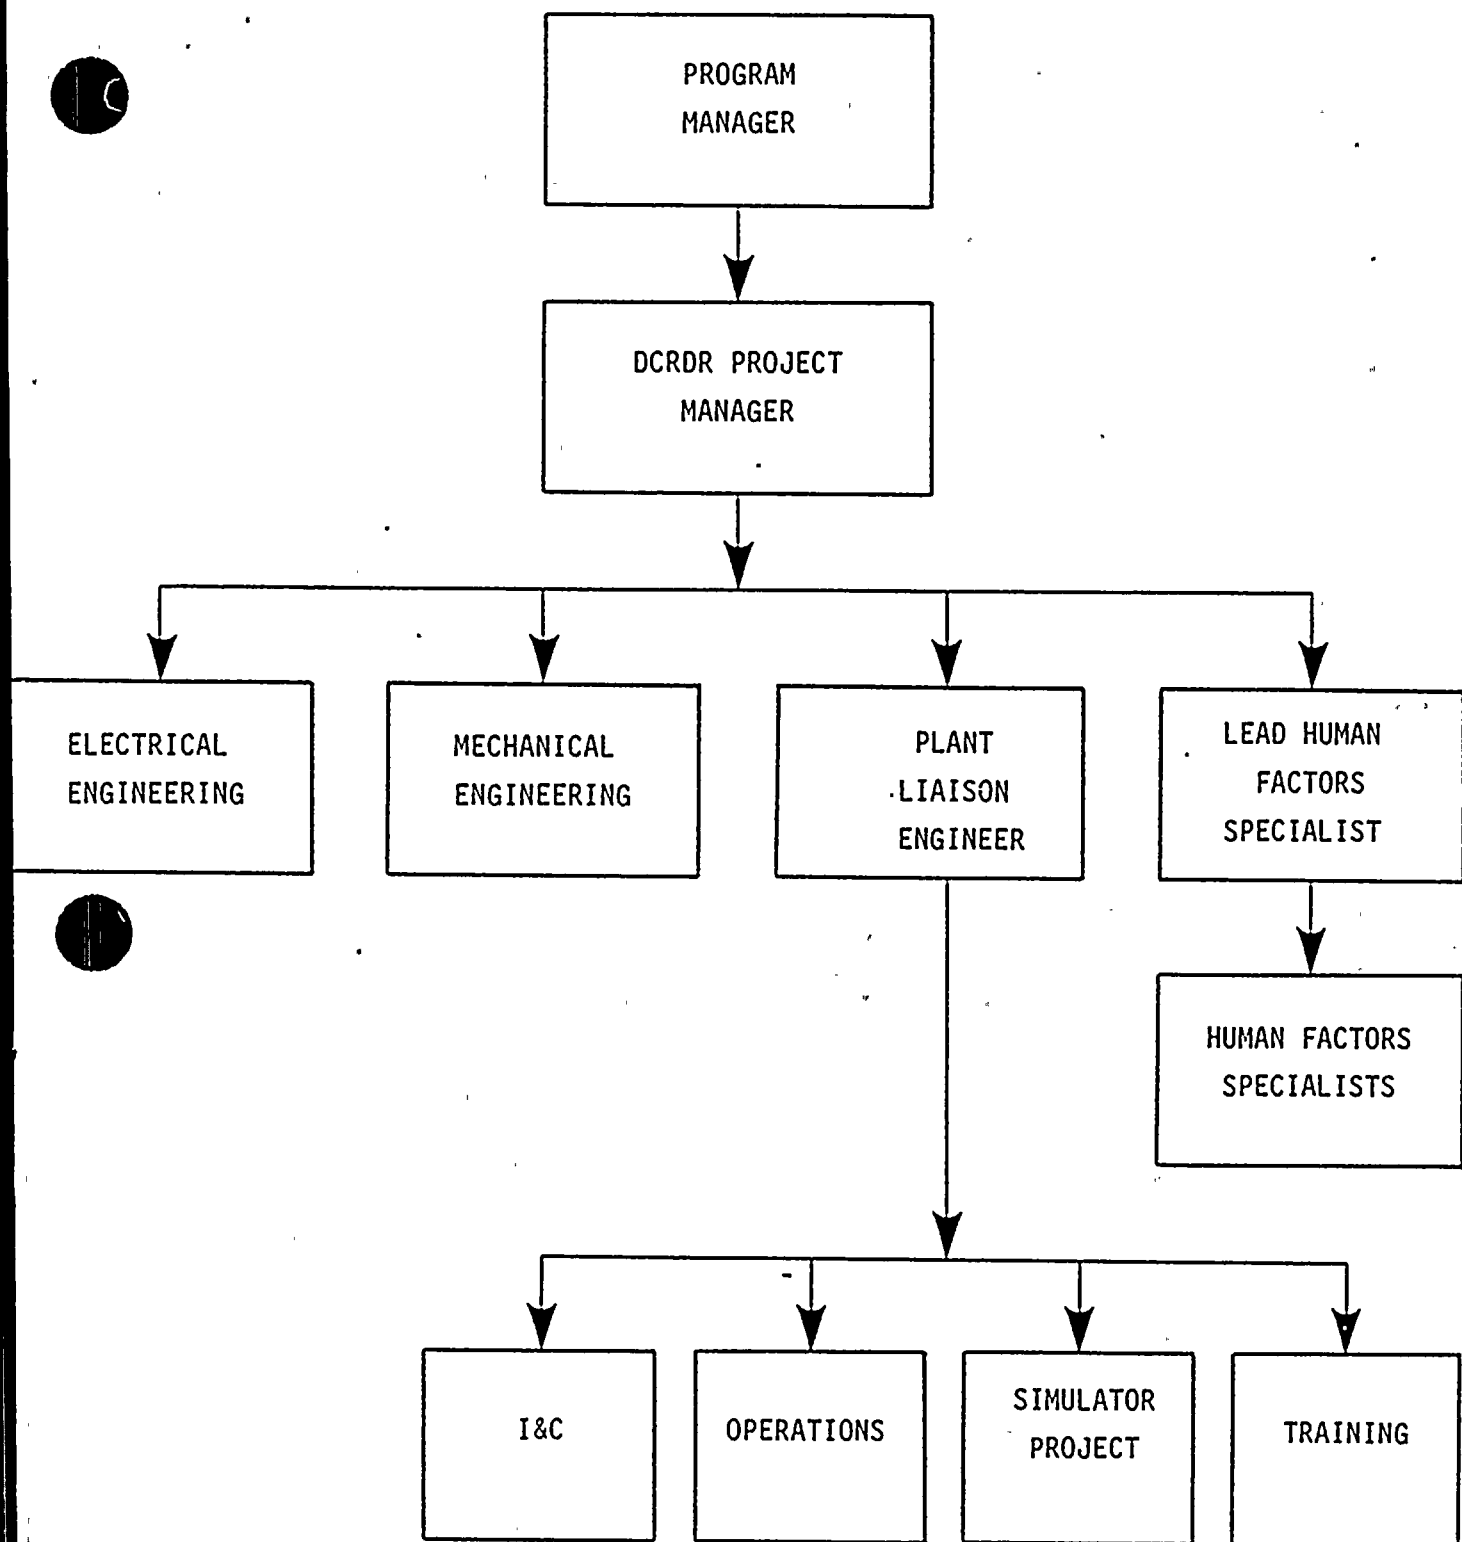 PROGRAM
MANAGER
DCRDR PROJECT
MANAGER
ELECTRICAL
ENGINEERING
MECHANICAL
ENGINEERING
PLANT
LIAISON
ENGINEER
LEAD HUMAN
FACTORS
SPECIALIST
HUMAN FACTORS
SPECIALISTS
I&C
OPERATIONS
SIMULATOR
PROJECT
TRAINING